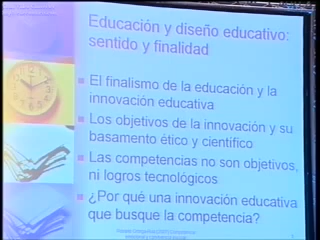 Educación y diseño educativo:
sentido y finalidad
El finalismo de la educación y la
innovación educativa
Los objetivos de la innovación y su
basamento ético y científico
Las competencias no son objetivos,
ni logros tecnológicos
¿Por qué una innovación educativa
que busque la competencia?